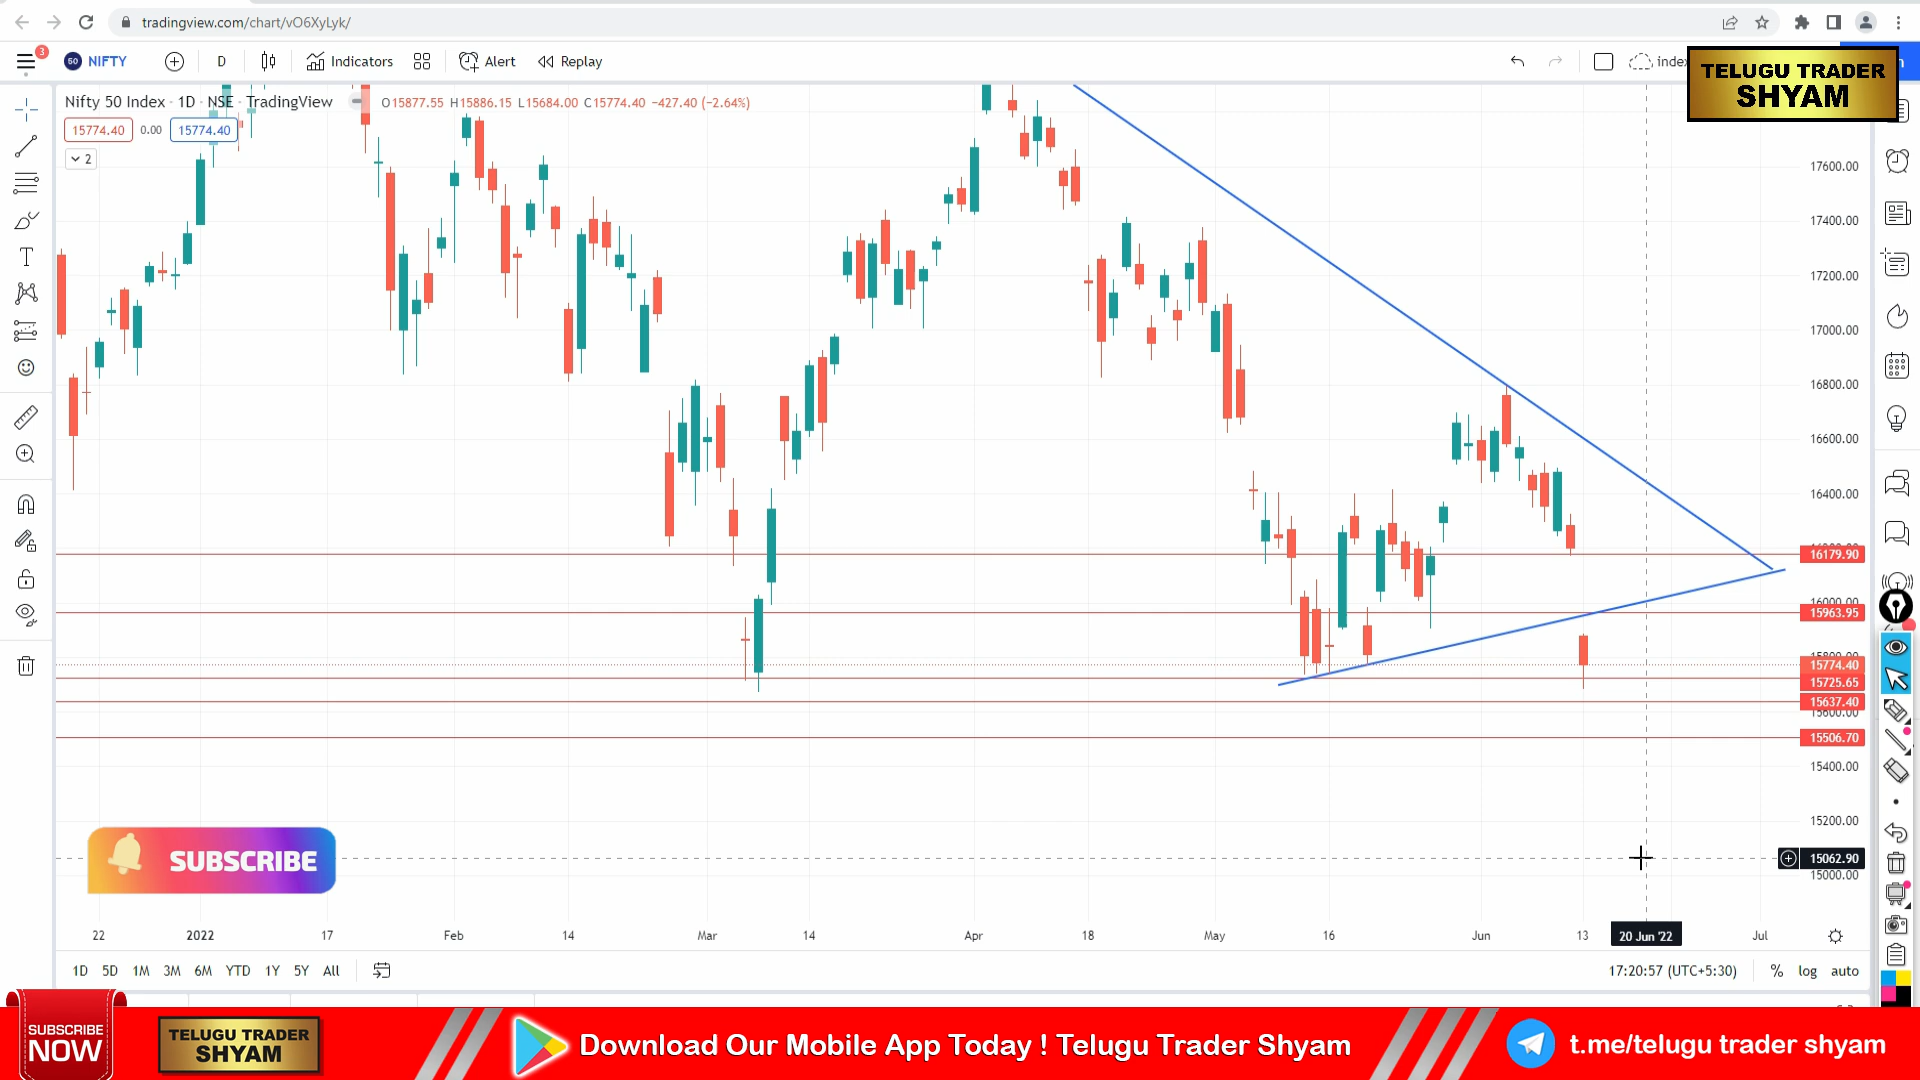 tradingview.com/chart/vO6XyLyk/
3
50 NIFTY D Indicators Alert Replay
TELUGU TRADER
SHYAM
Nifty 50 Index · 1D · NSE · TradingView O15877.55 H15886.15 L15684.00 C15774.40 −427.40 (−2.64%)
15774.40 0.00 15774.40
2
17600.00
17400.00
17200.00
17000.00
16800.00
16600.00
16400.00
16179.90
16000.00
15963.95
15774.40
15725.65
15637.40
15600.00
15506.70
15400.00
15200.00
15062.90
15000.00
SUBSCRIBE
22 2022 17 Feb 14 Mar 14 Apr 18 May 16 Jun 13 20 Jun '22 Jul
1D 5D 1M 3M 6M YTD 1Y 5Y All 17:20:57 (UTC+5:30) % log auto
SUBSCRIBE
NOW
TELUGU TRADER
SHYAM
Download Our Mobile App Today ! Telugu Trader Shyam
t.me/telugu trader shyam